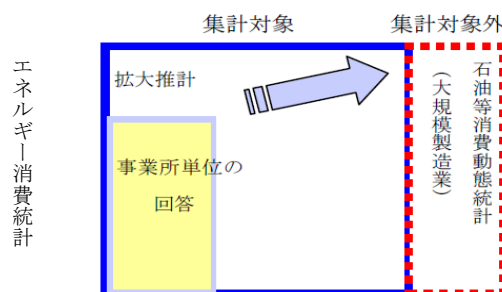 集計対象
集計対象外
エネルギー消費統計
拡大推計
事業所単位の
回答
石油等消費動態統計
(大規模製造業)